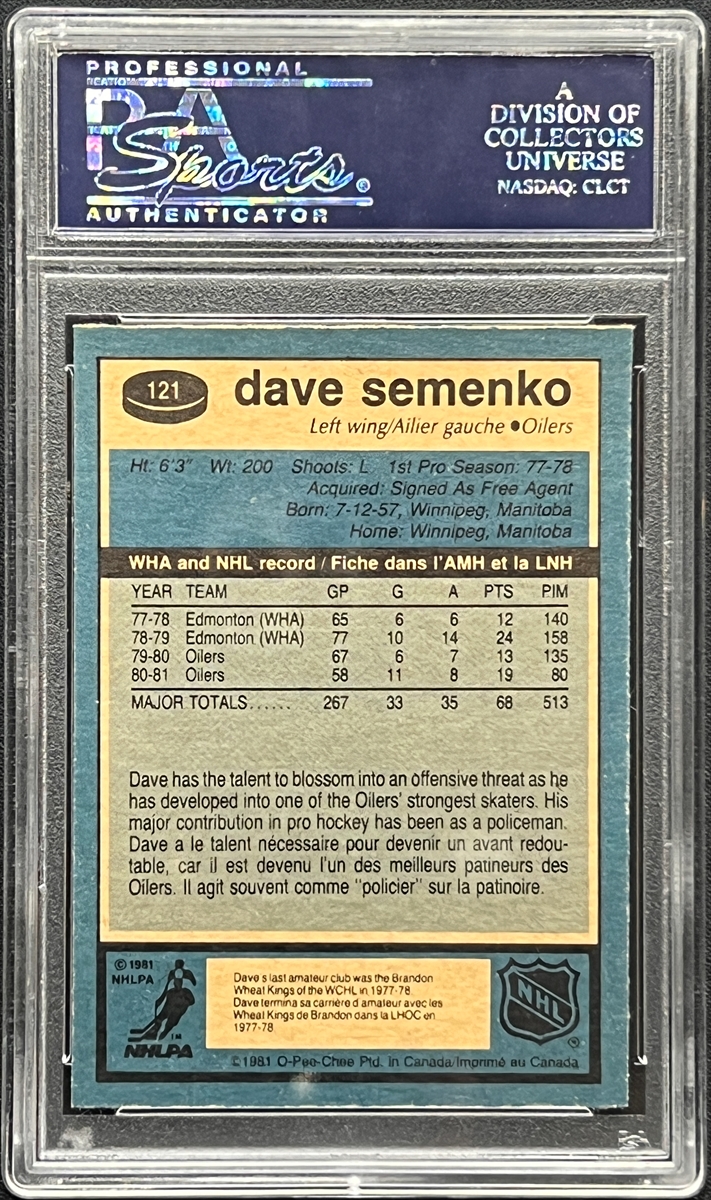 PROFESSIONAL
PSA
Sports®
AUTHENTICATOR
A
DIVISION OF
COLLECTORS
UNIVERSE
NASDAQ: CLCT
121
dave semenko
Left wing/Ailier gauche • Oilers
Ht: 6'3" Wt: 200 Shoots: L 1st Pro Season: 77-78
Acquired: Signed As Free Agent
Born: 7-12-57, Winnipeg, Manitoba
Home: Winnipeg, Manitoba
WHA and NHL record / Fiche dans l'AMH et la LNH
YEAR TEAM GP G A PTS PIM
77-78 Edmonton (WHA) 65 6 6 12 140
78-79 Edmonton (WHA) 77 10 14 24 158
79-80 Oilers 67 6 7 13 135
80-81 Oilers 58 11 8 19 80
MAJOR TOTALS...... 267 33 35 68 513
Dave has the talent to blossom into an offensive threat as he
has developed into one of the Oilers' strongest skaters. His
major contribution in pro hockey has been as a policeman.
Dave a le talent nécessaire pour devenir un avant redou-
table, car il est devenu l'un des meilleurs patineurs des
Oilers. Il agit souvent comme "policier" sur la patinoire.
© 1981
NHLPA
TM
NHLPA
Dave s last amateur club was the Brandon
Wheat Kings of the WCHL in 1977-78.
Dave termina sa carrière d amateur avec les
Wheat Kings de Brandon dans la LHOC en
1977-78
NHL
®
© 1981 O-Pee-Chee Ptd. in Canada/Imprimé au Canada